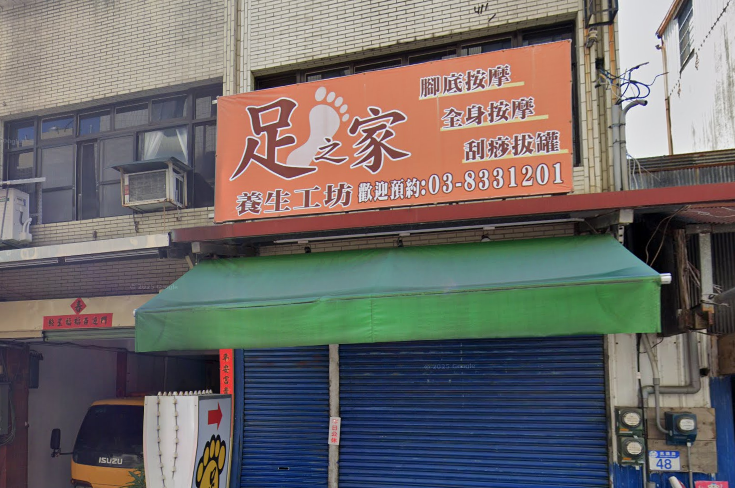 足之家
腳底按摩
全身按摩
刮痧拔罐
養生工坊 歡迎預約:03-8331201
ISUZU
48